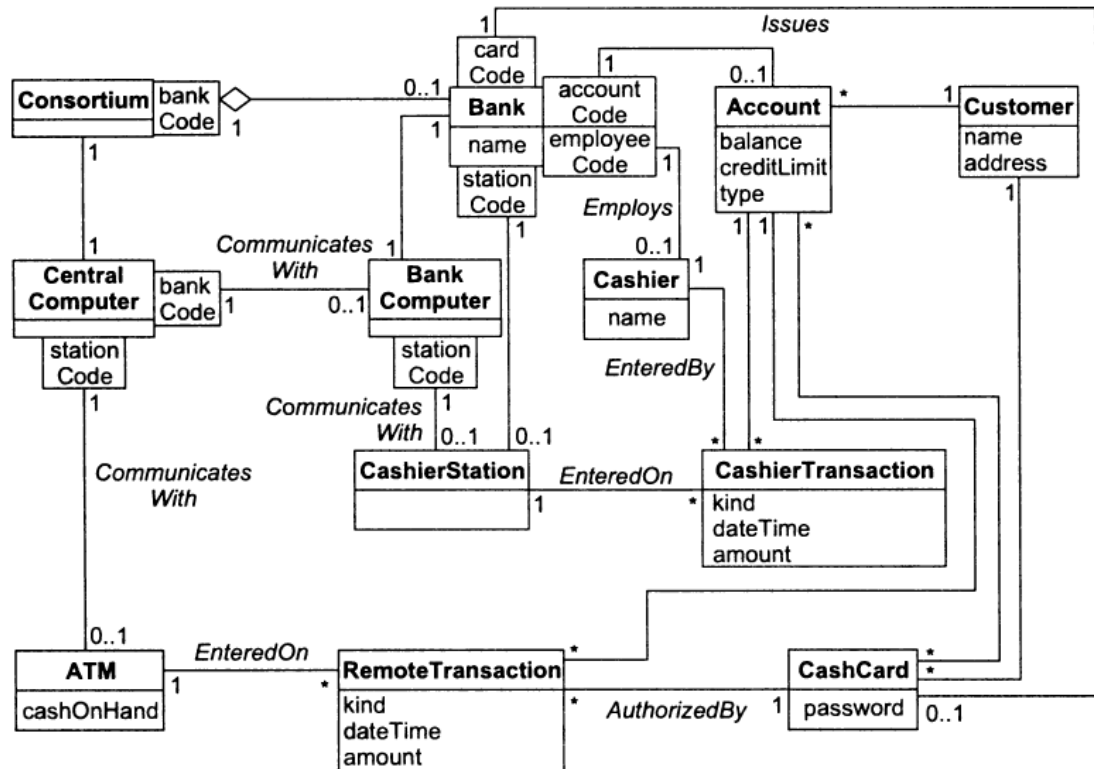 1
Issues
card
Code
1
0..1
1
account
Code
0..1
Consortium
bank
Code
1
Bank
1
name
employee
Code
1
Account
balance
creditLimit
type
*
1
Customer
name
address
1
station
Code
1
1
Employs
1
1
*
1
1
Communicates
With
0..1
1
Central
Computer
bank
Code
1
0..1
Bank
Computer
Cashier
name
station
Code
1
station
Code
1
EnteredBy
Communicates
With
0..1
0..1
*
*
Communicates
With
CashierStation
1
EnteredOn
*
CashierTransaction
kind
dateTime
amount
0..1
ATM
cashOnHand
EnteredOn
1
*
RemoteTransaction
kind
dateTime
amount
*
*
AuthorizedBy
1
*
*
CashCard
password
0..1